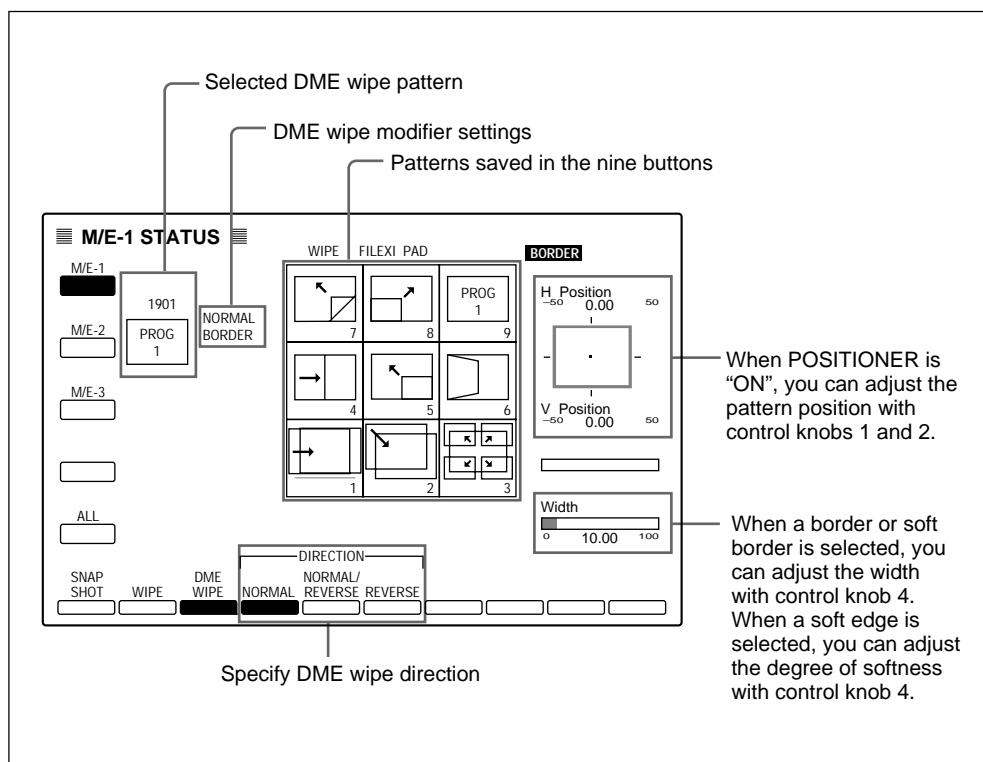 Selected DME wipe pattern
DME wipe modifier settings
Patterns saved in the nine buttons
M/E-1 STATUS
WIPE FILEXI PAD
BORDER
M/E-1
M/E-2
M/E-3
ALL
1901
PROG
1
NORMAL
BORDER
7
8
PROG
1
9
4
5
6
1
2
3
H Position
-50 0.00 50
V Position
-50 0.00 50
Width
0 10.00 100
When POSITIONER is
“ON”, you can adjust the
pattern position with
control knobs 1 and 2.
When a border or soft
border is selected, you
can adjust the width
with control knob 4.
When a soft edge is
selected, you can adjust
the degree of softness
with control knob 4.
DIRECTION
SNAP
SHOT
WIPE
DME
WIPE
NORMAL
NORMAL/
REVERSE
REVERSE
Specify DME wipe direction